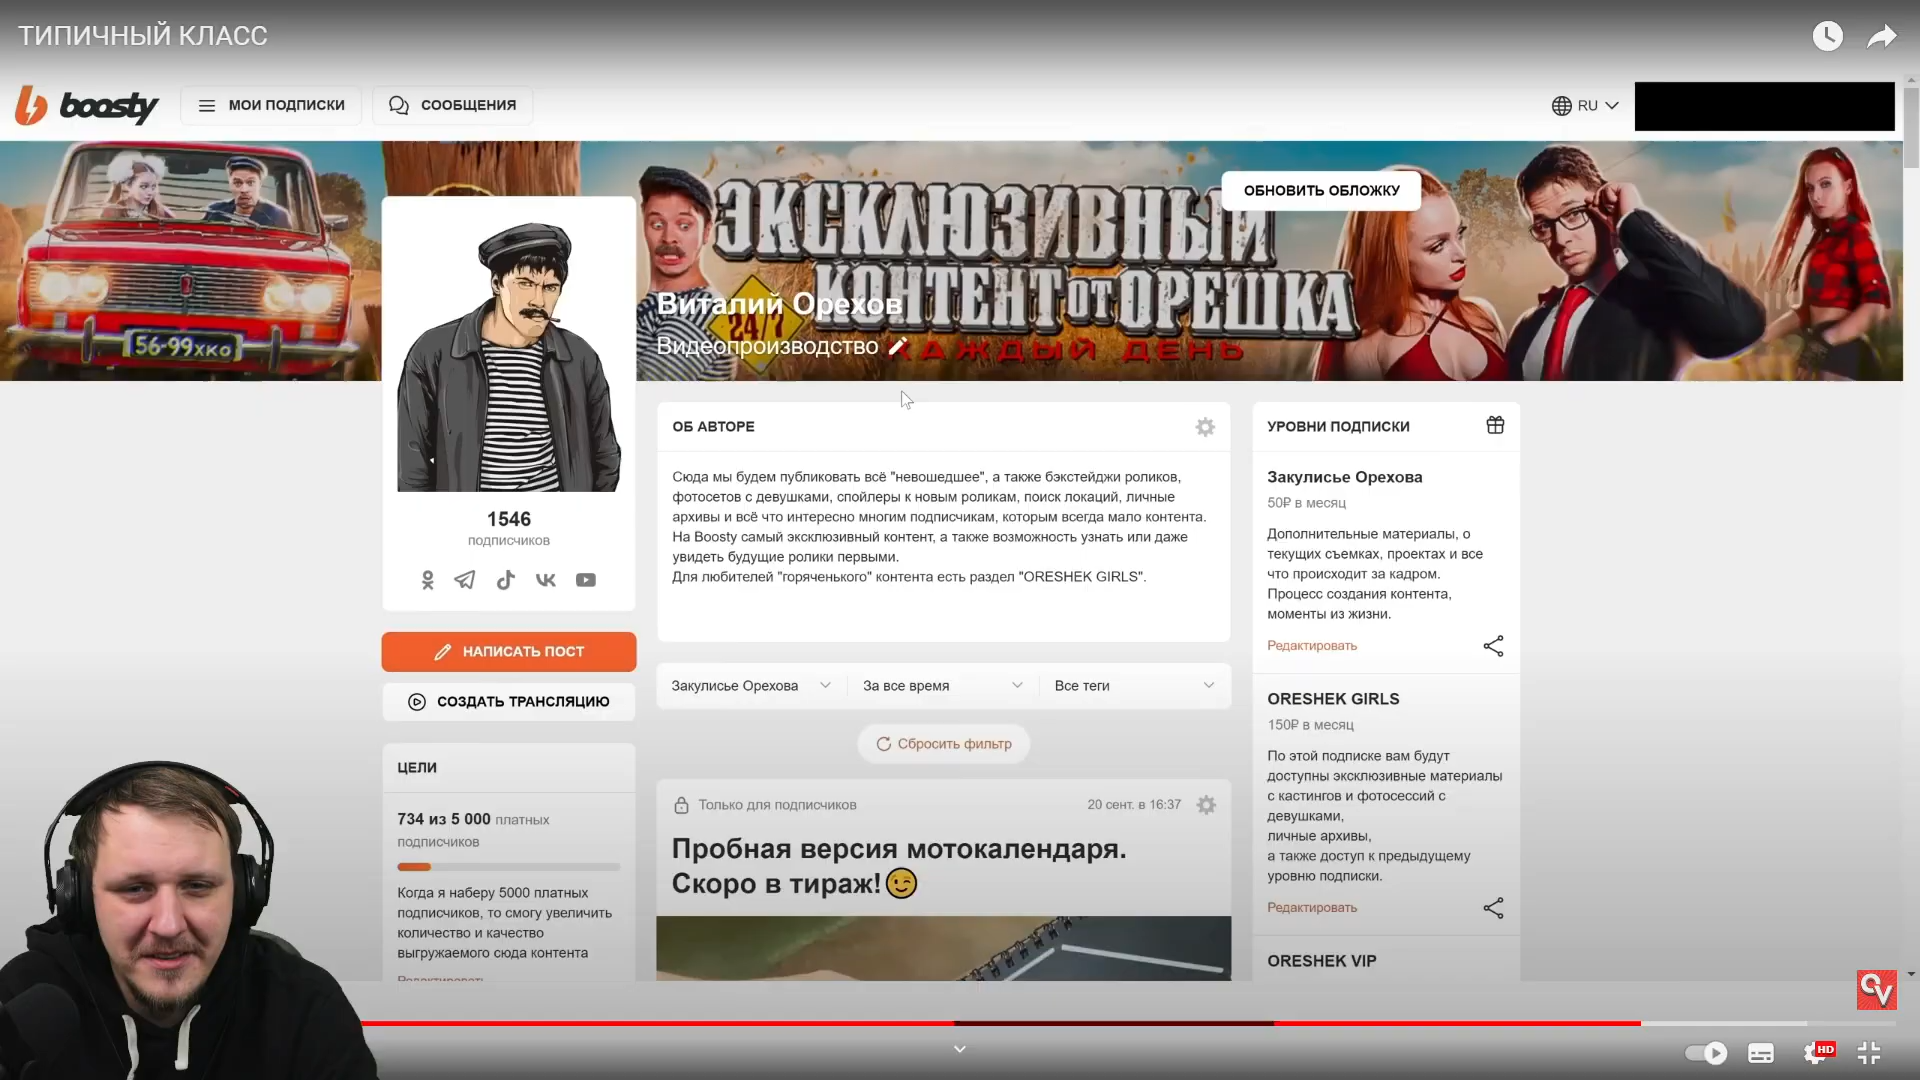 ТИПИЧНЫЙ КЛАСС
boosty
МОИ ПОДПИСКИ
СООБЩЕНИЯ
RU
ОБНОВИТЬ ОБЛОЖКУ
ЭКСКЛЮЗИВНЫЙ
КОНТЕНТ ОТ ОРЕШКА
24/7
КАЖДЫЙ ДЕНЬ
56-99ХКО
Виталий Орехов
Видеопроизводство
1546
подписчиков
НАПИСАТЬ ПОСТ
СОЗДАТЬ ТРАНСЛЯЦИЮ
ЦЕЛИ
734 из 5 000 платных
подписчиков
Когда я наберу 5000 платных
подписчиков, то смогу увеличить
количество и качество
выгружаемого сюда контента
Редактировать
ОБ АВТОРЕ
Сюда мы будем публиковать всё "невошедшее", а также бэкстейджи роликов,
фотосетов с девушками, спойлеры к новым роликам, поиск локаций, личные
архивы и всё что интересно многим подписчикам, которым всегда мало контента.
На Boosty самый эксклюзивный контент, а также возможность узнать или даже
увидеть будущие ролики первыми.
Для любителей "горяченького" контента есть раздел "ORESHEK GIRLS".
Закулисье Орехова
За все время
Все теги
Сбросить фильтр
Только для подписчиков
20 сент. в 16:37
Пробная версия мотокалендаря.
Скоро в тираж!😉
УРОВНИ ПОДПИСКИ
Закулисье Орехова
50₽ в месяц
Дополнительные материалы, о
текущих съемках, проектах и все
что происходит за кадром.
Процесс создания контента,
моменты из жизни.
Редактировать
ORESHEK GIRLS
150₽ в месяц
По этой подписке вам будут
доступны эксклюзивные материалы
с кастингов и фотосессий с
девушками,
личные архивы,
а также доступ к предыдущему
уровню подписки.
Редактировать
ORESHEK VIP
HD